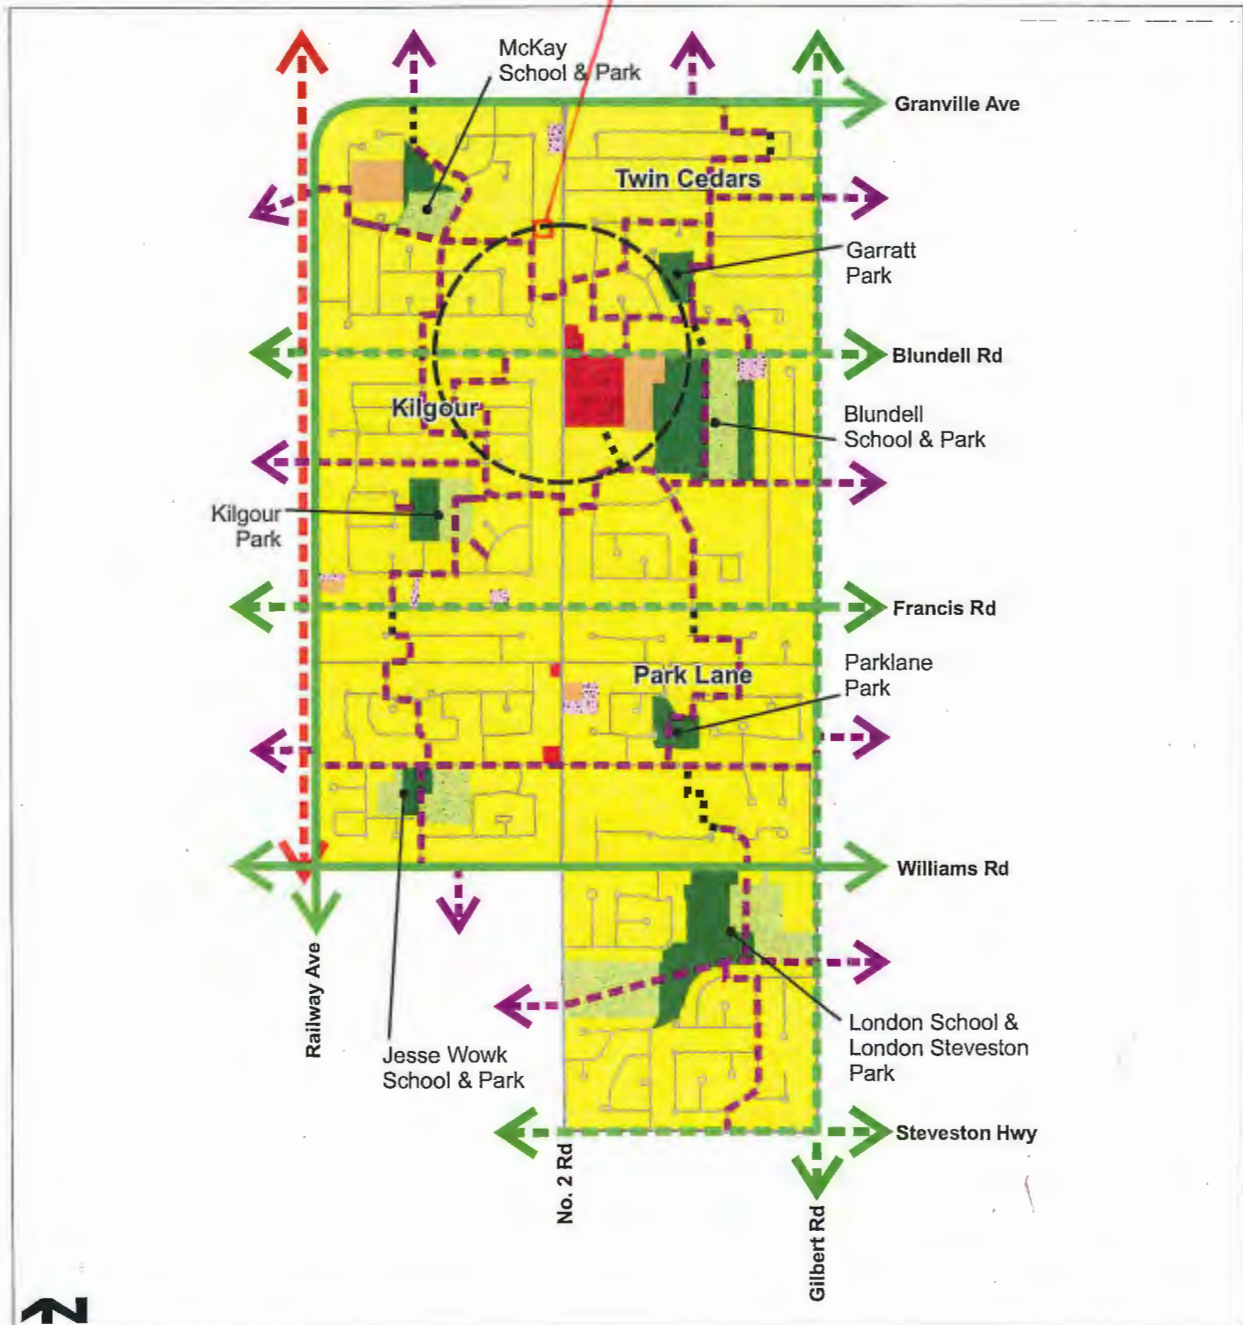 McKay
School & Park
Granville Ave
Twin Cedars
Garratt
Park
Blundell Rd
Kilgour
Blundell
School & Park
Kilgour
Park
Francis Rd
Park Lane
Parklane
Park
Williams Rd
Railway Ave
Jesse Wowk
School & Park
London School &
London Steveston
Park
Steveston Hwy
No. 2 Rd
Gilbert Rd